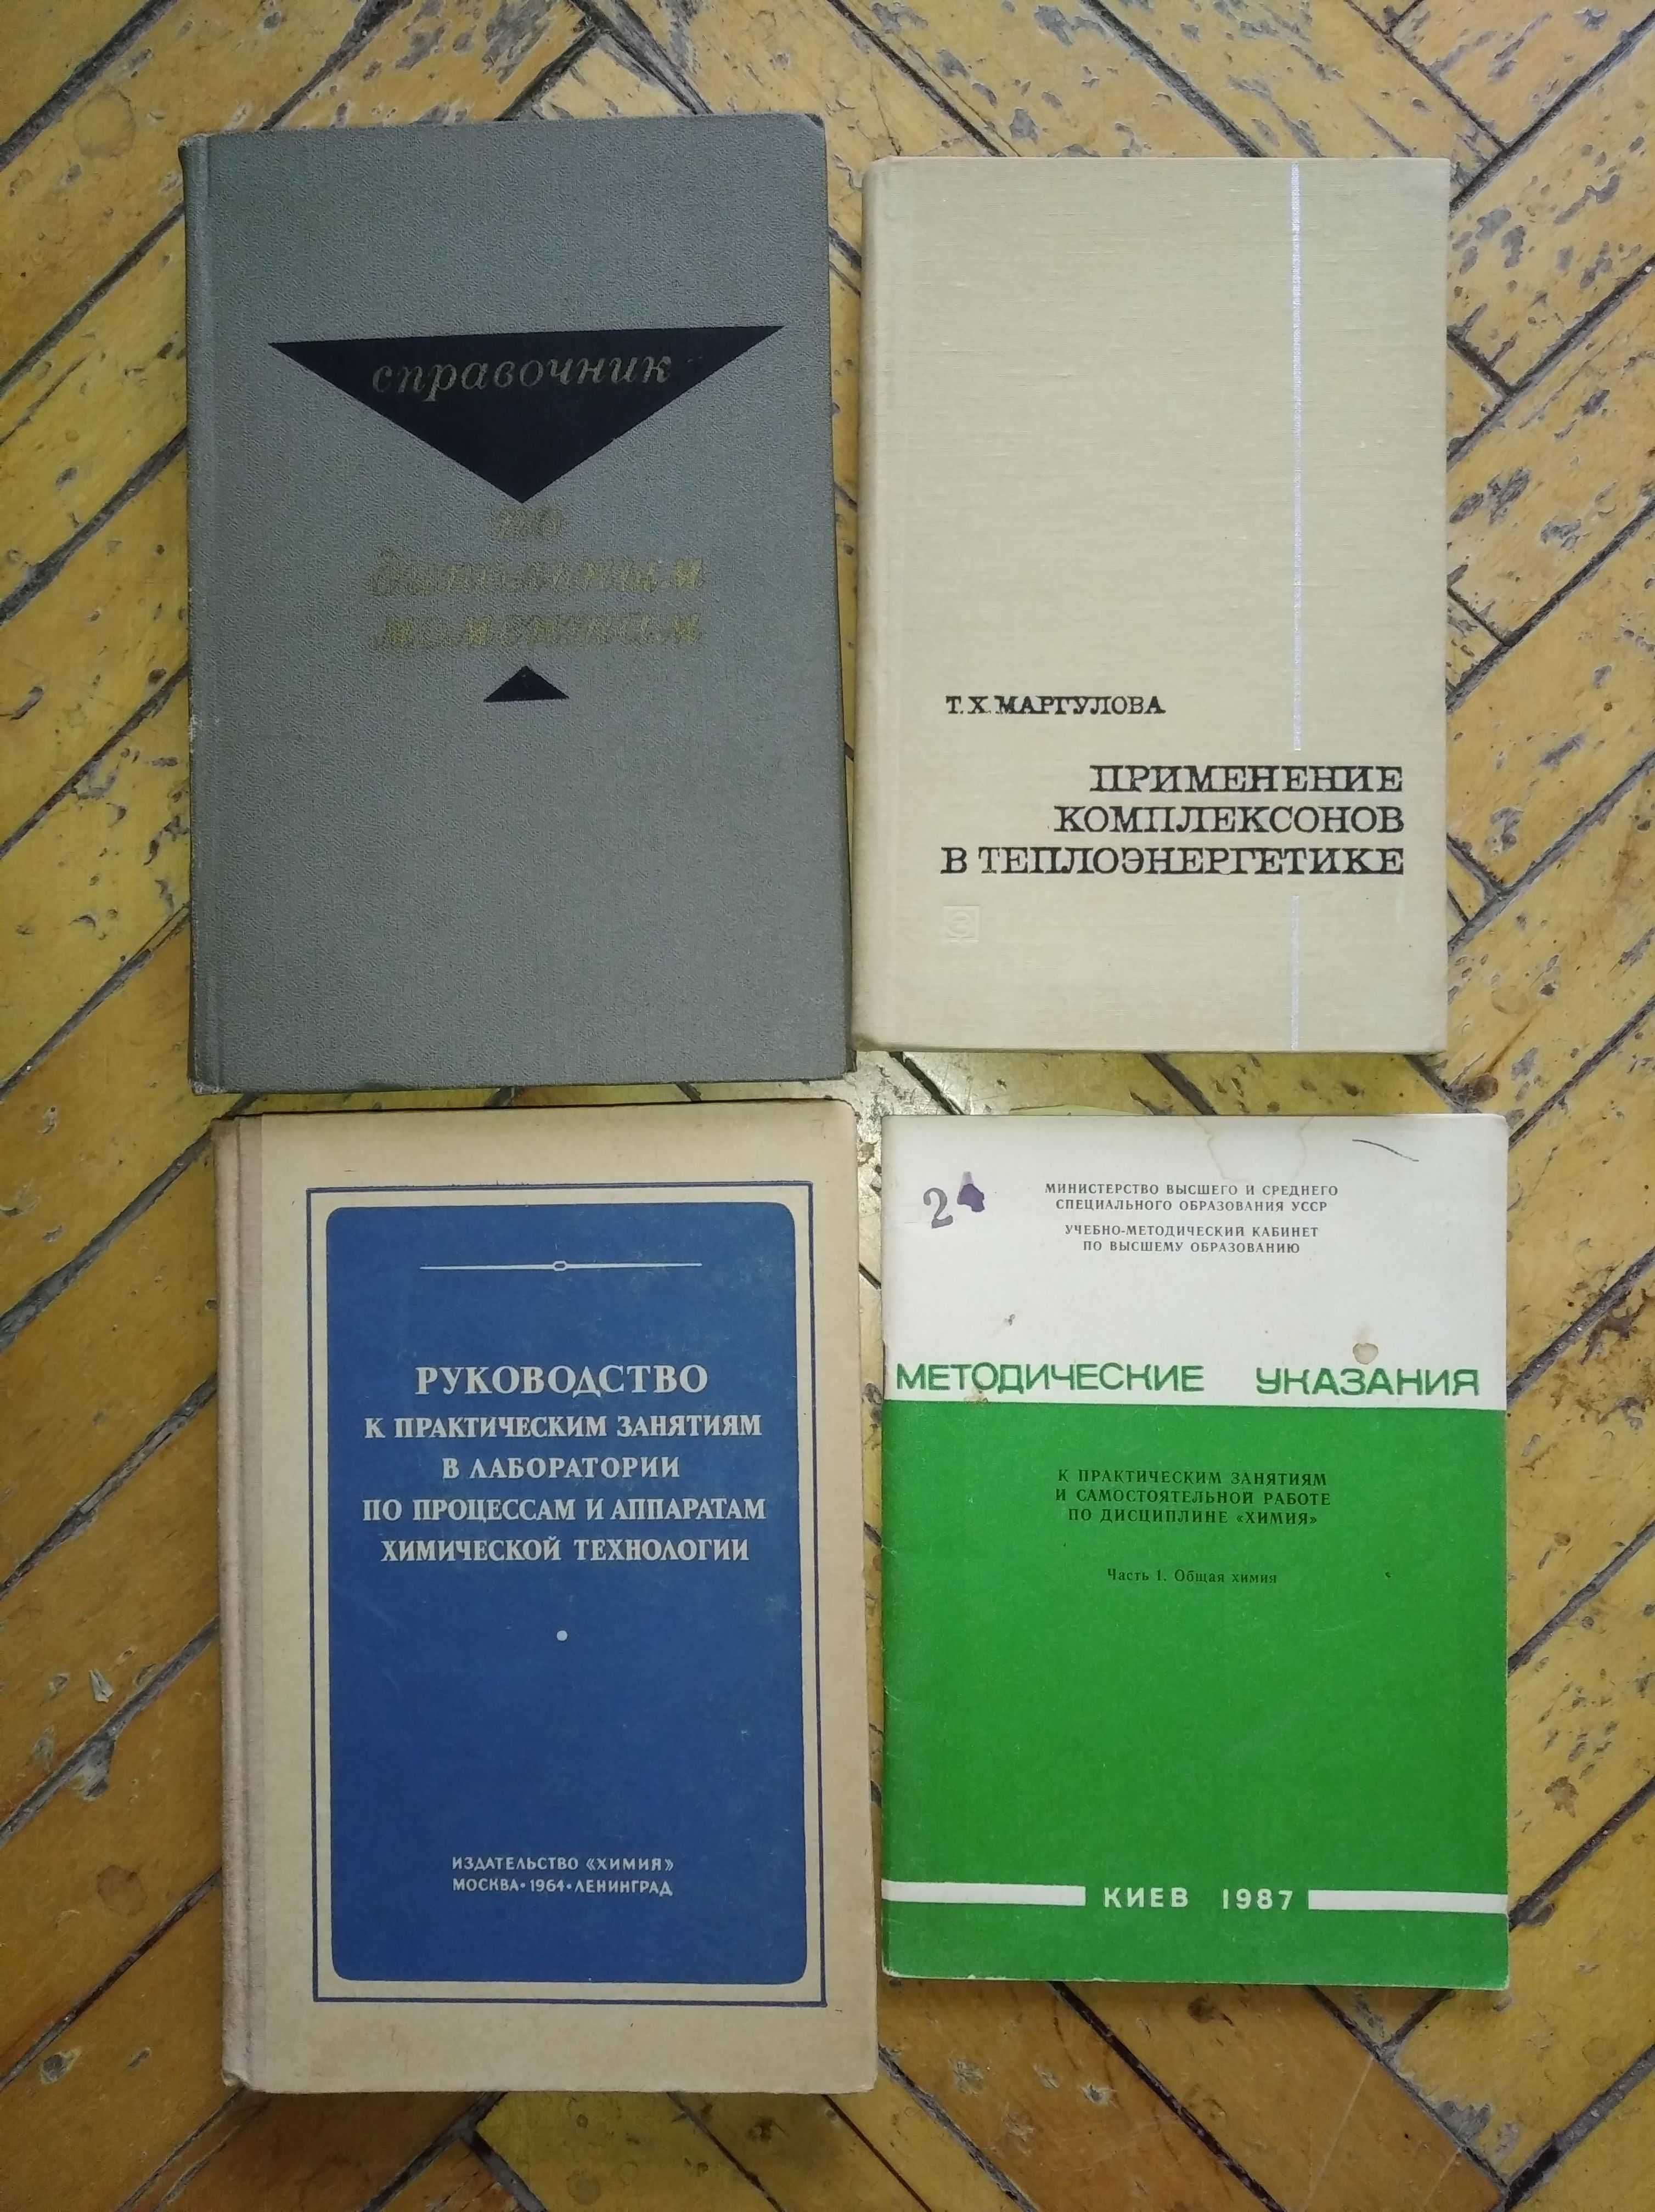 справочник
по
Т. Х. МАРГУЛОВА
ПРИМЕНЕНИЕ
КОМПЛЕКСОНОВ
В ТЕПЛОЭНЕРГЕТИКЕ
РУКОВОДСТВО
К ПРАКТИЧЕСКИМ ЗАНЯТИЯМ
В ЛАБОРАТОРИИ
ПО ПРОЦЕССАМ И АППАРАТАМ
ХИМИЧЕСКОЙ ТЕХНОЛОГИИ
ИЗДАТЕЛЬСТВО «ХИМИЯ»
МОСКВА • 1964 • ЛЕНИНГРАД
2
МИНИСТЕРСТВО ВЫСШЕГО И СРЕДНЕГО
СПЕЦИАЛЬНОГО ОБРАЗОВАНИЯ УССР
УЧЕБНО-МЕТОДИЧЕСКИЙ КАБИНЕТ
ПО ВЫСШЕМУ ОБРАЗОВАНИЮ
МЕТОДИЧЕСКИЕ УКАЗАНИЯ
К ПРАКТИЧЕСКИМ ЗАНЯТИЯМ
И САМОСТОЯТЕЛЬНОЙ РАБОТЕ
ПО ДИСЦИПЛИНЕ «ХИМИЯ»
Часть 1. Общая химия
КИЕВ 1987